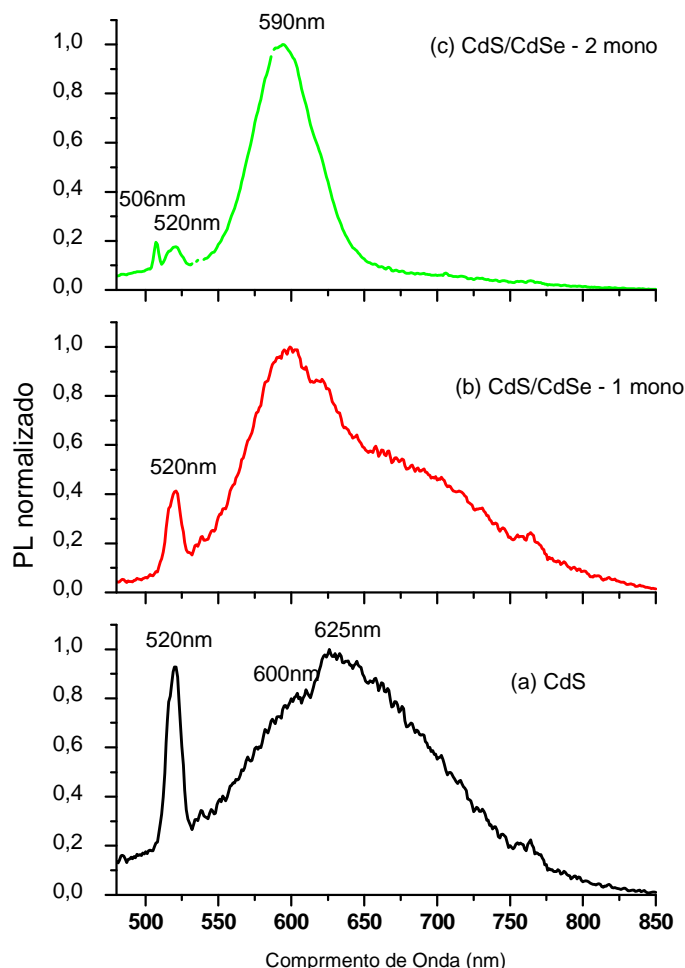 590nm
(c) CdS/CdSe - 2 mono
1,0
0,8
0,6
0,4
506nm
520nm
0,2
0,0
1,0
(b) CdS/CdSe - 1 mono
0,8
0,6
520nm
0,4
0,2
0,0
PL normalizado
520nm
625nm
1,0
600nm
(a) CdS
0,8
0,6
0,4
0,2
0,0
500 550 600 650 700 750 800 850
Comprmento de Onda (nm)